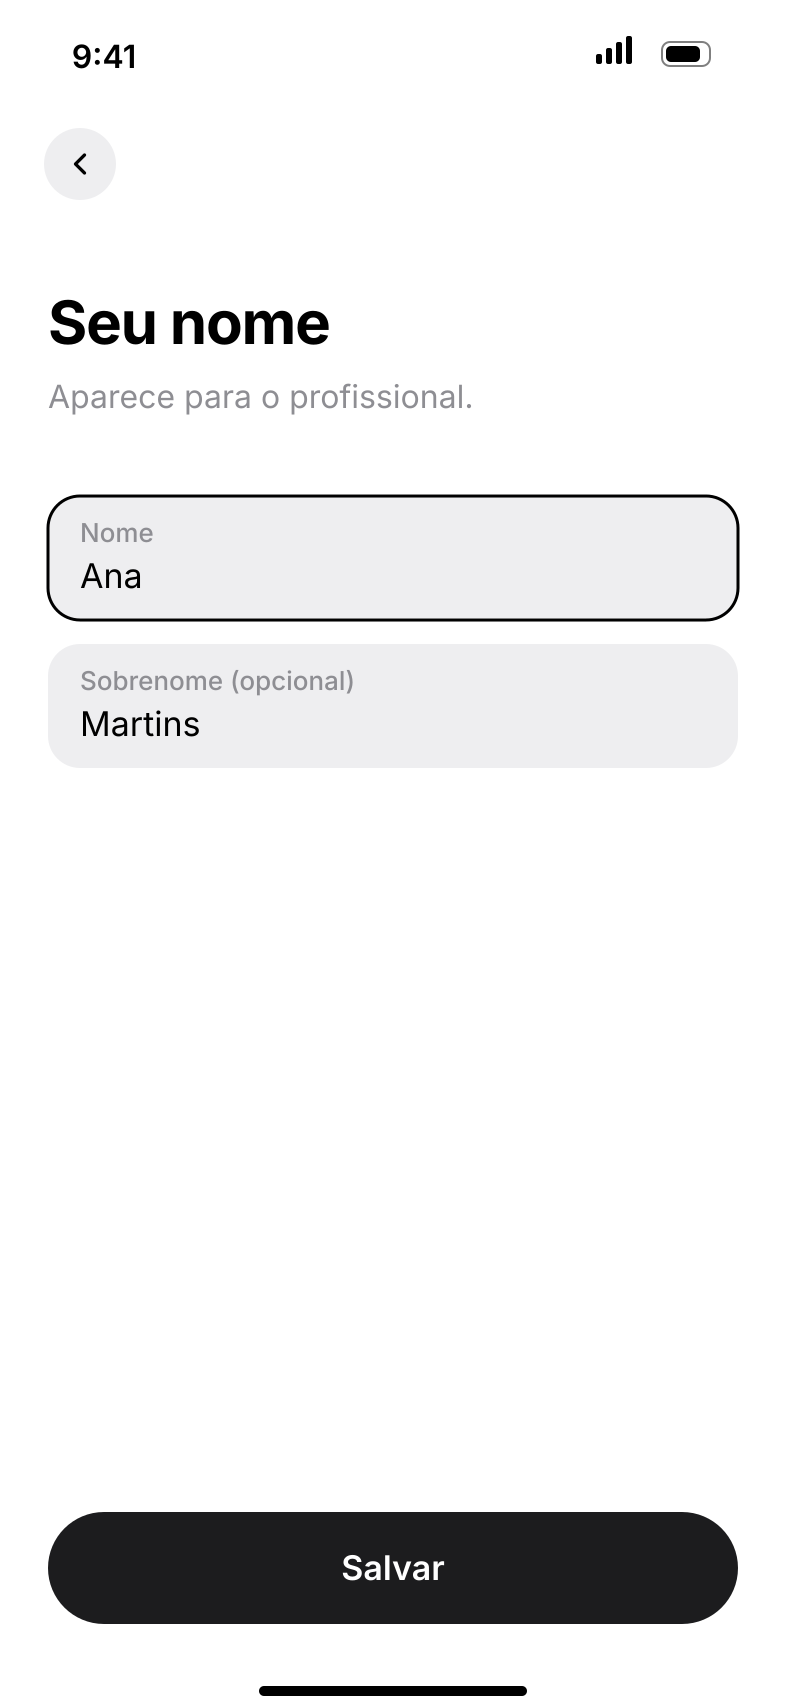 9:41
Seu nome
Aparece para o profissional.
Nome
Ana
Sobrenome (opcional)
Martins
Salvar